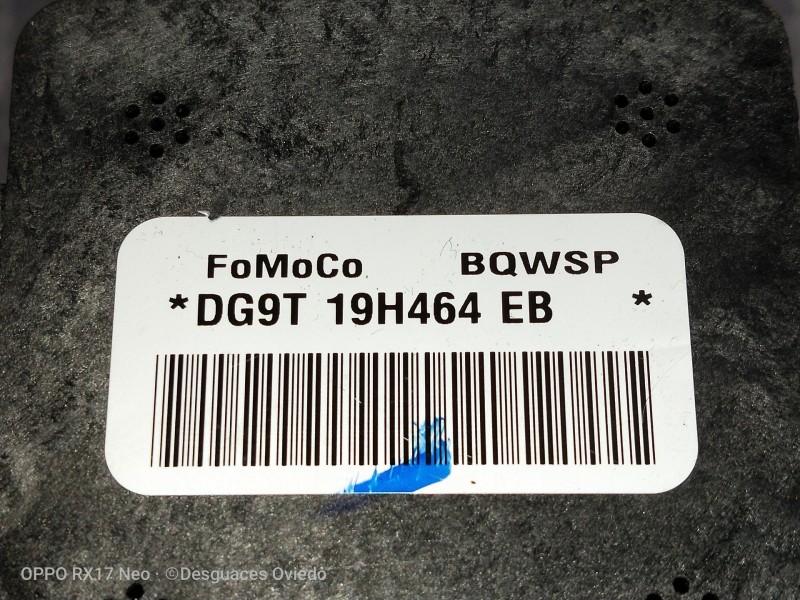 FoMoCo BQWSP
*DG9T 19H464 EB *
OPPO RX17 Neo · ©Desguaces Oviedo